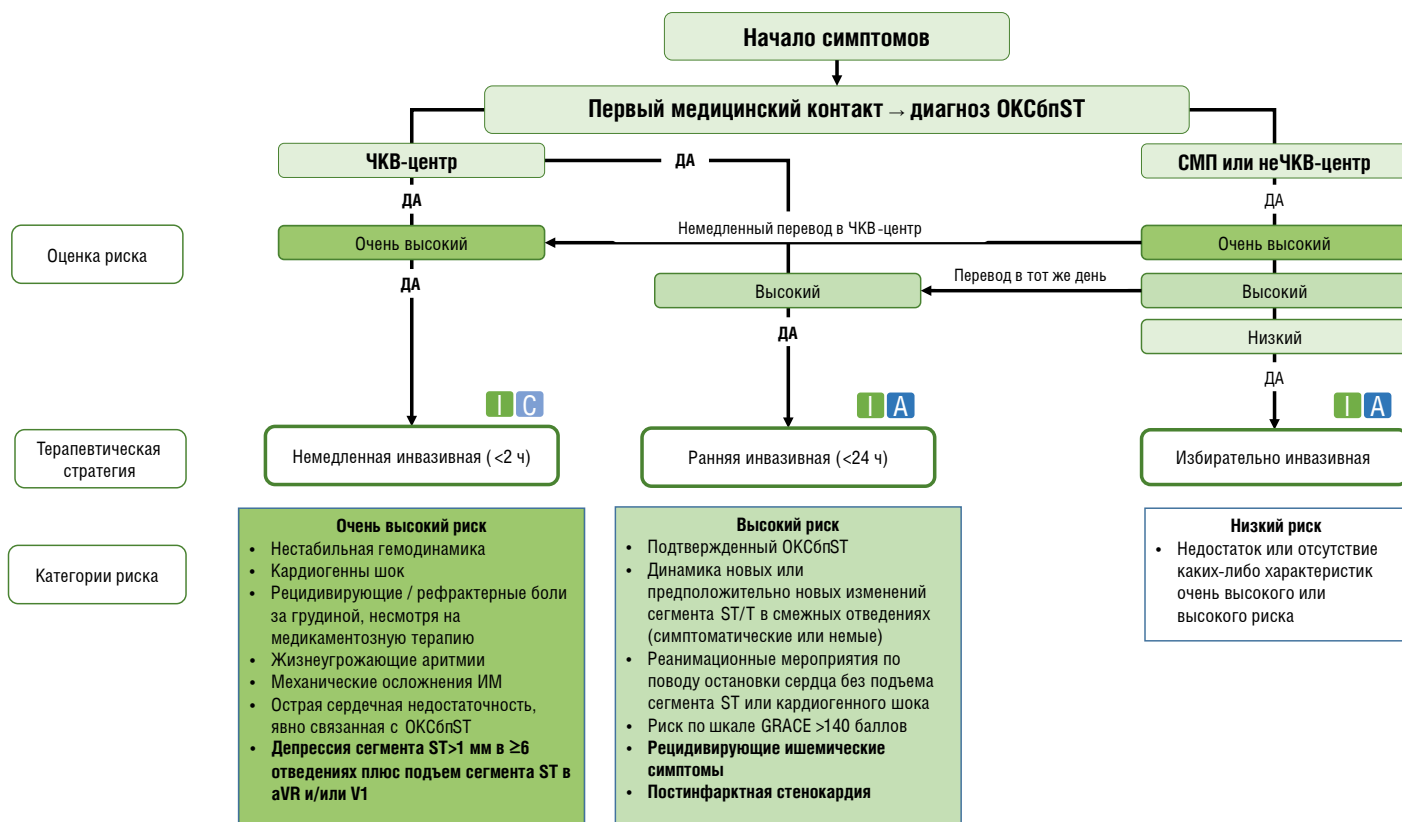 Начало симптомов
Первый медицинский контакт → диагноз ОКСбпST
ЧКВ-центр
ДА
СМП или неЧКВ-центр
ДА
ДА
Немедленный перевод в ЧКВ-центр
Оценка риска
Очень высокий
Очень высокий
ДА
Перевод в тот же день
Высокий
Высокий
ДА
Низкий
ДА
I C
I A
I A
Терапевтическая
стратегия
Немедленная инвазивная (<2 ч)
Ранняя инвазивная (<24 ч)
Избирательно инвазивная
Категории риска
Очень высокий риск
• Нестабильная гемодинамика
• Кардиогенны шок
• Рецидивирующие / рефрактерные боли
за грудиной, несмотря на
медикаментозную терапию
• Жизнеугрожающие аритмии
• Механические осложнения ИМ
• Острая сердечная недостаточность,
явно связанная с ОКСбпST
• Депрессия сегмента ST>1 мм в ≥6
отведениях плюс подъем сегмента ST в
aVR и/или V1
Высокий риск
• Подтвержденный ОКСбпST
• Динамика новых или
предположительно новых изменений
сегмента ST/T в смежных отведениях
(симптоматические или немые)
• Реанимационные мероприятия по
поводу остановки сердца без подъема
сегмента ST или кардиогенного шока
• Риск по шкале GRACE >140 баллов
• Рецидивирующие ишемические
симптомы
• Постинфарктная стенокардия
Низкий риск
• Недостаток или отсутствие
каких-либо характеристик
очень высокого или
высокого риска